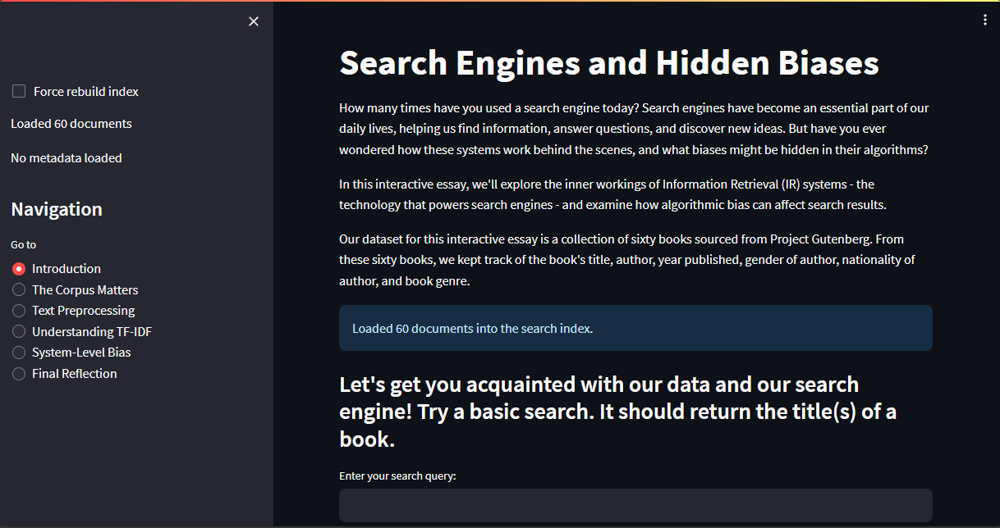 Force rebuild index
Loaded 60 documents
No metadata loaded
Navigation
Go to
Introduction
The Corpus Matters
Text Preprocessing
Understanding TF-IDF
System-Level Bias
Final Reflection
Search Engines and Hidden Biases
How many times have you used a search engine today? Search engines have become an essential part of our
daily lives, helping us find information, answer questions, and discover new ideas. But have you ever
wondered how these systems work behind the scenes, and what biases might be hidden in their algorithms?
In this interactive essay, we'll explore the inner workings of Information Retrieval (IR) systems - the
technology that powers search engines - and examine how algorithmic bias can affect search results.
Our dataset for this interactive essay is a collection of sixty books sourced from Project Gutenberg. From
these sixty books, we kept track of the book's title, author, year published, gender of author, nationality of
author, and book genre.
Loaded 60 documents into the search index.
Let's get you acquainted with our data and our search
engine! Try a basic search. It should return the title(s) of a
book.
Enter your search query: